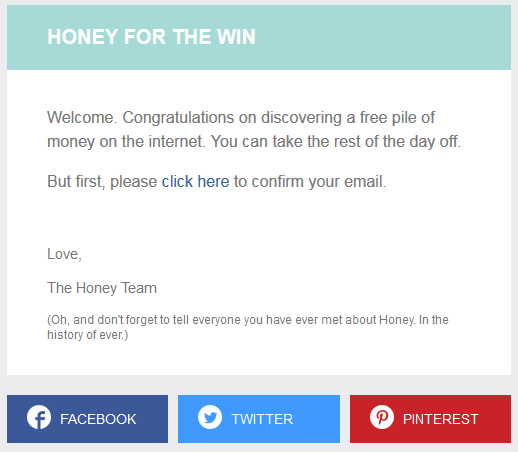 HONEY FOR THE WIN
Welcome. Congratulations on discovering a free pile of
money on the internet. You can take the rest of the day off.
But first, please click here to confirm your email.
Love,
The Honey Team
(Oh, and don't forget to tell everyone you have ever met about Honey. In the
history of ever.)
FACEBOOK
TWITTER
PINTEREST